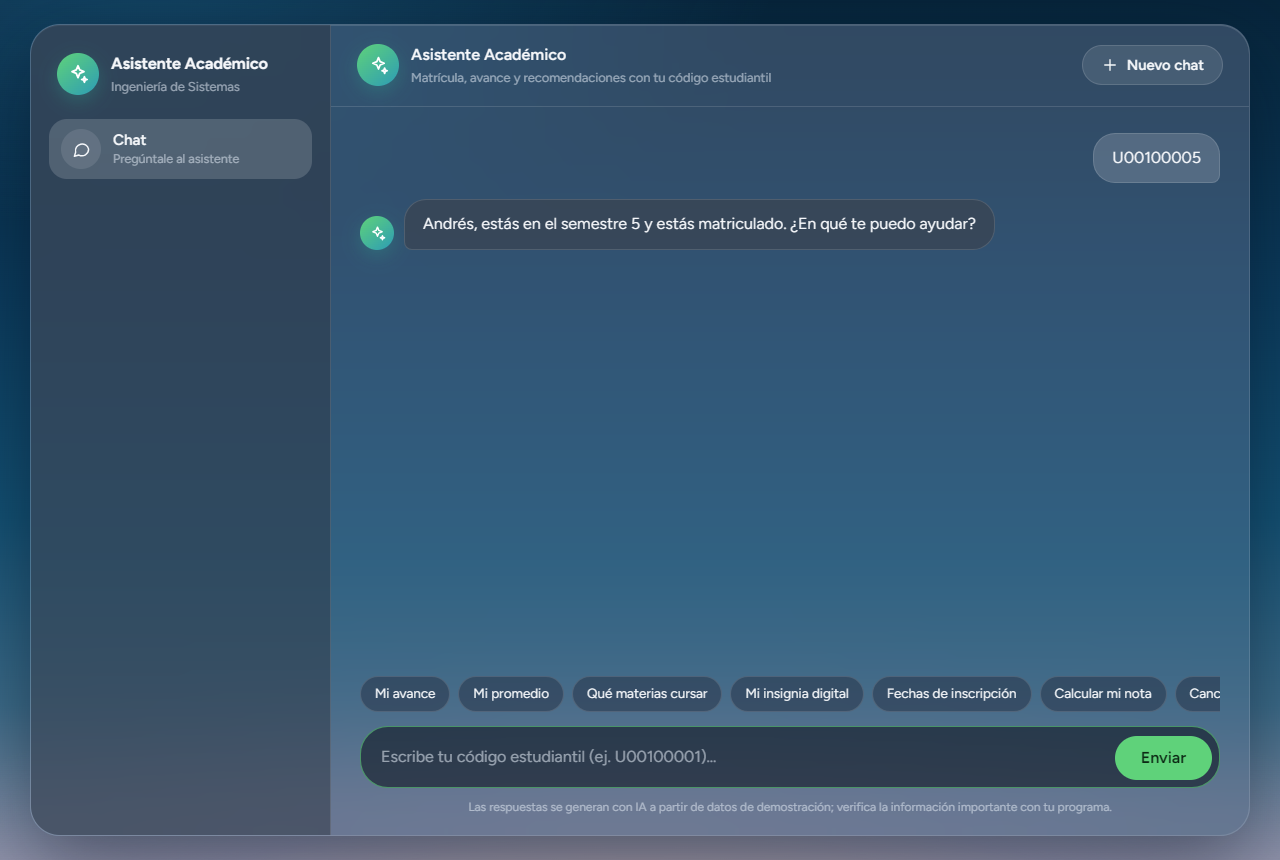 Asistente Académico
Ingeniería de Sistemas
Chat
Pregúntale al asistente
Asistente Académico
Matrícula, avance y recomendaciones con tu código estudiantil
Nuevo chat
U00100005
Andrés, estás en el semestre 5 y estás matriculado. ¿En qué te puedo ayudar?
Mi avance
Mi promedio
Qué materias cursar
Mi insignia digital
Fechas de inscripción
Calcular mi nota
Canc
Escribe tu código estudiantil (ej. U00100001)...
Enviar
Las respuestas se generan con IA a partir de datos de demostración; verifica la información importante con tu programa.